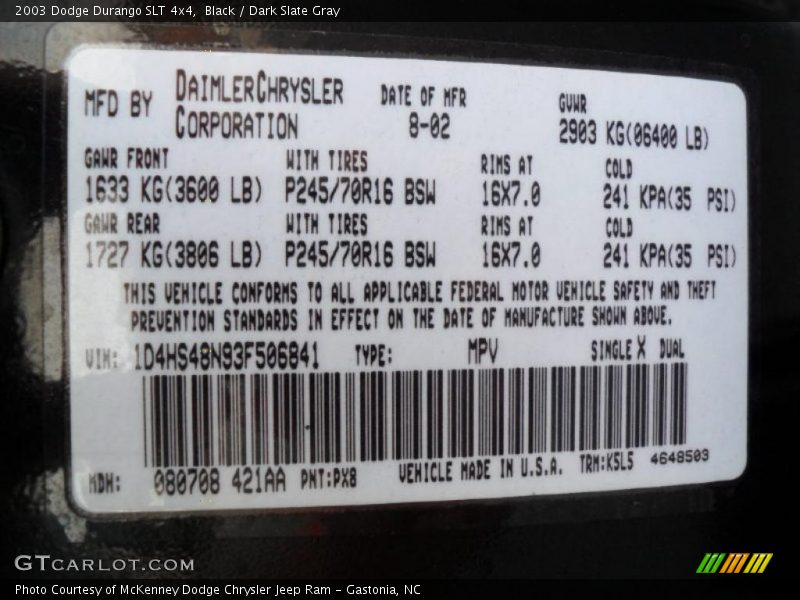 2003 Dodge Durango SLT 4x4, Black / Dark Slate Gray
MFD BY DAIMLERCHRYSLER CORPORATION DATE OF MFR 8-02 GVWR 2903 KG(06400 LB)
GAWR FRONT WITH TIRES RIMS AT COLD
1633 KG(3600 LB) P245/70R16 BSW 16X7.0 241 KPA(35 PSI)
GAWR REAR WITH TIRES RIMS AT COLD
1727 KG(3806 LB) P245/70R16 BSW 16X7.0 241 KPA(35 PSI)
THIS VEHICLE CONFORMS TO ALL APPLICABLE FEDERAL MOTOR VEHICLE SAFETY AND THEFT
PREVENTION STANDARDS IN EFFECT ON THE DATE OF MANUFACTURE SHOWN ABOVE.
VIN: 1D4HS48N93F506841 TYPE: MPV SINGLE X DUAL
MDH: 080708 421AA PNT:PX8 VEHICLE MADE IN U.S.A. TRM:K5L5 4648503
GTCARLOT.COM
Photo Courtesy of McKenney Dodge Chrysler Jeep Ram - Gastonia, NC